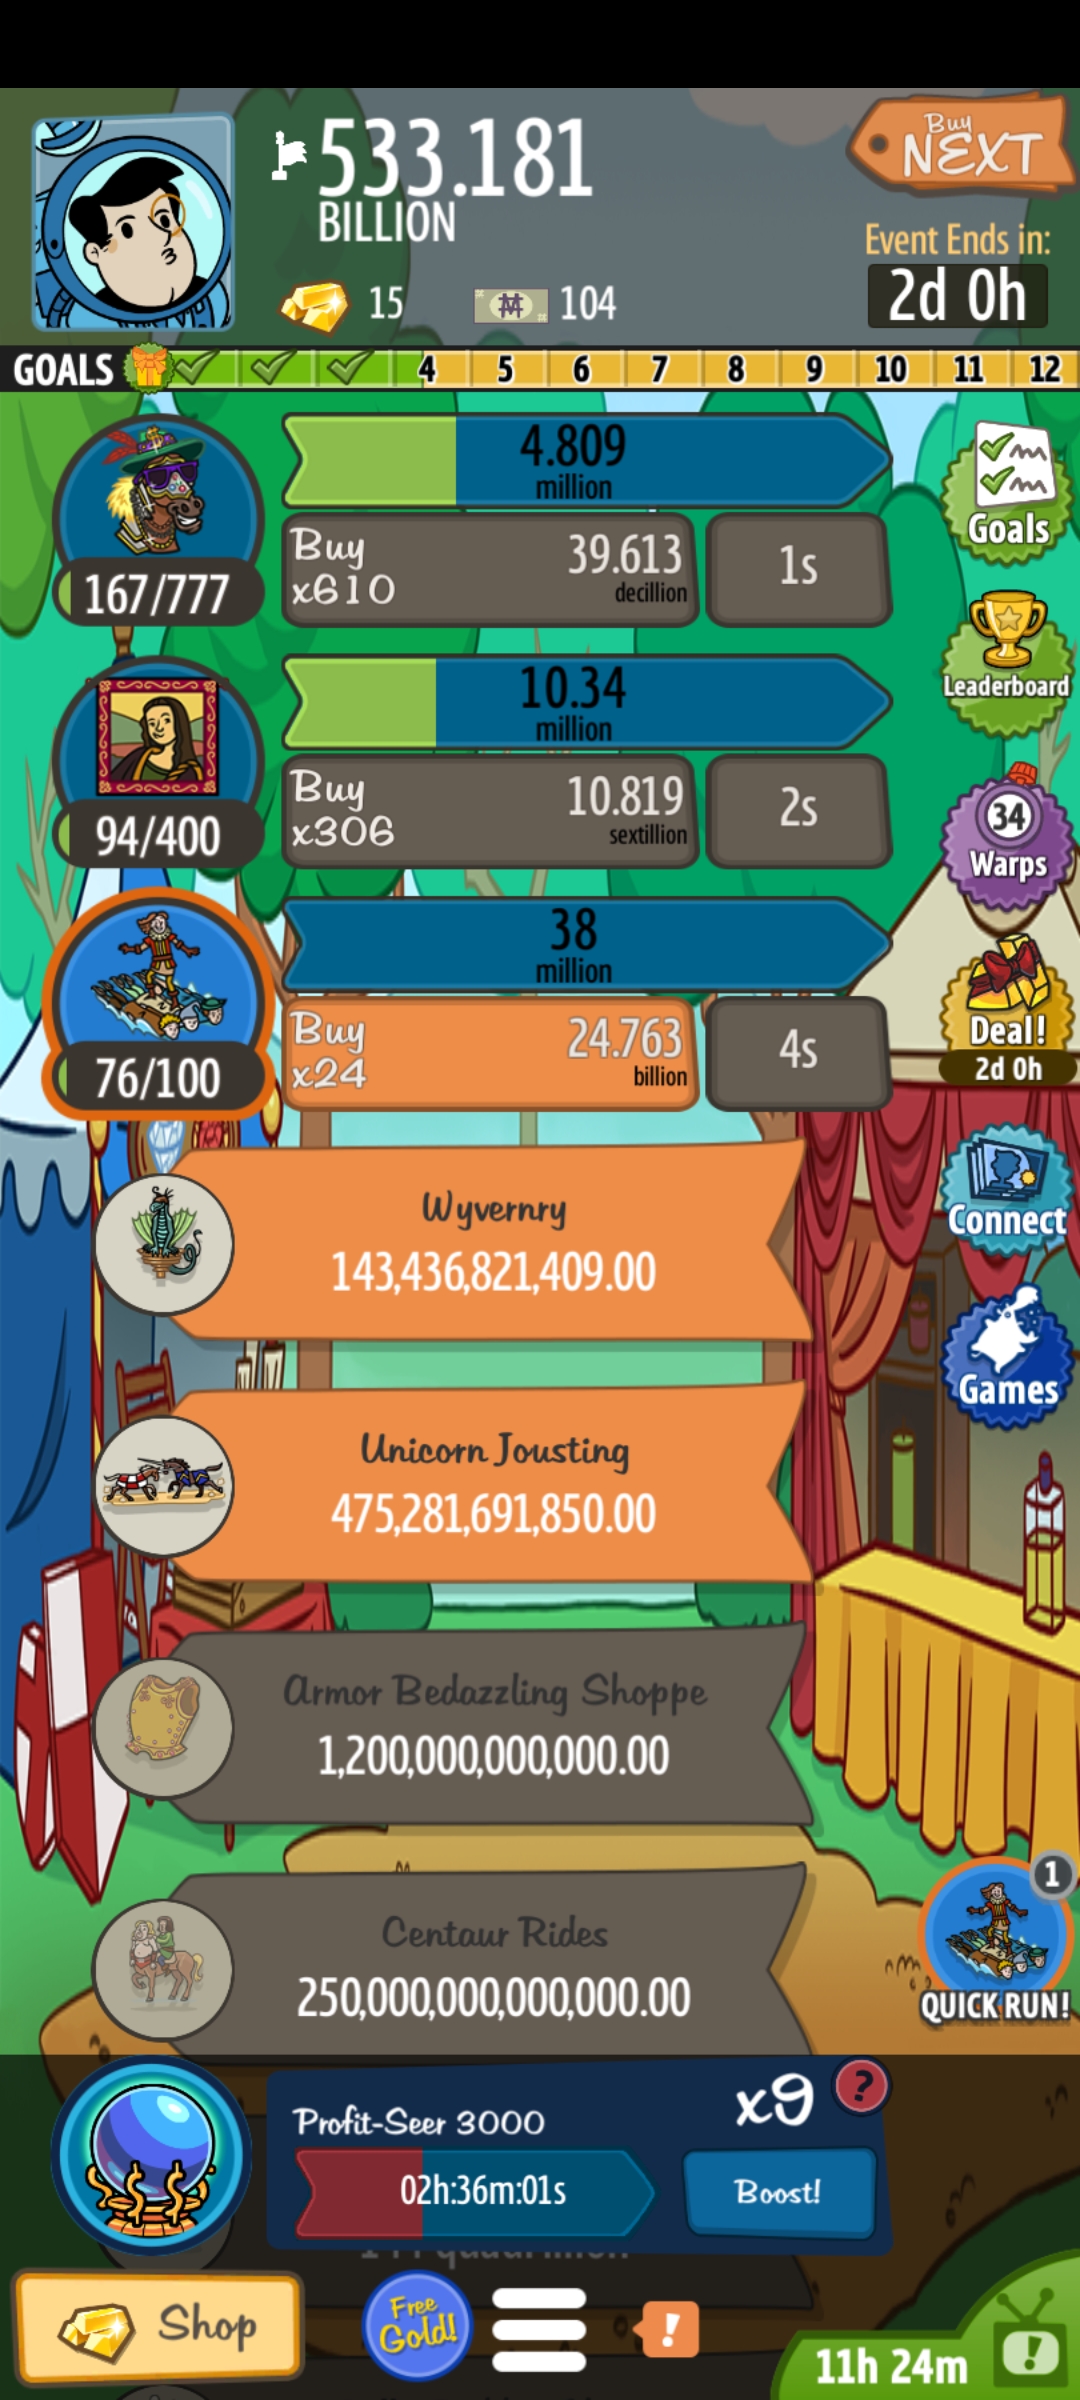 533.181
BILLION
15
104
Buy
NEXT
Event Ends in:
2d 0h
GOALS
4 5 6 7 8 9 10 11 12
4.809
million
167/777
Buy
x610
39.613
decillion
1s
Goals
10.34
million
94/400
Buy
x306
10.819
sextillion
2s
Leaderboard
34
Warps
38
million
76/100
Buy
x24
24.763
billion
4s
Deal!
2d 0h
Wyvernry
143,436,821,409.00
Connect
Unicorn Jousting
475,281,691,850.00
Games
Armor Bedazzling Shoppe
1,200,000,000,000.00
Centaur Rides
250,000,000,000,000.00
1
QUICK RUN!
Profit-Seer 3000
x9
?
02h:36m:01s
Boost!
Shop
Free
Gold!
!
11h 24m
!